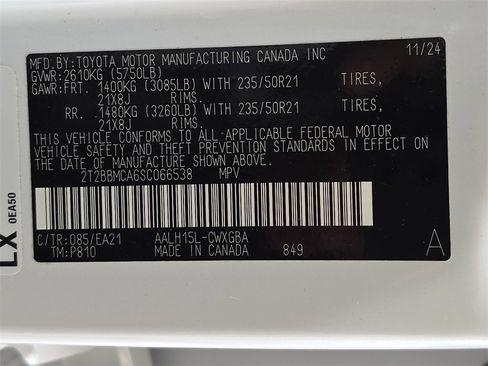 MFD.BY:TOYOTA MOTOR MANUFACTURING CANADA INC 11/24
GVWR:2610KG (5750LB)
GAWR:FRT. 1400KG (3085LB) WITH 235/50R21 TIRES,
21X8J RIMS.
RR. 1480KG (3260LB) WITH 235/50R21 TIRES,
21X8J RIMS.
THIS VEHICLE CONFORMS TO ALL APPLICABLE FEDERAL MOTOR
VEHICLE SAFETY AND THEFT PREVENTION STANDARDS IN EFFECT ON
THE DATE OF MANUFACTURE SHOWN ABOVE.
2T2BBMCA6SC066538 MPV
C/TR:085/EA21 AALH15L-CWXGBA A
TM:P810 MADE IN CANADA 849
LX 0EA50